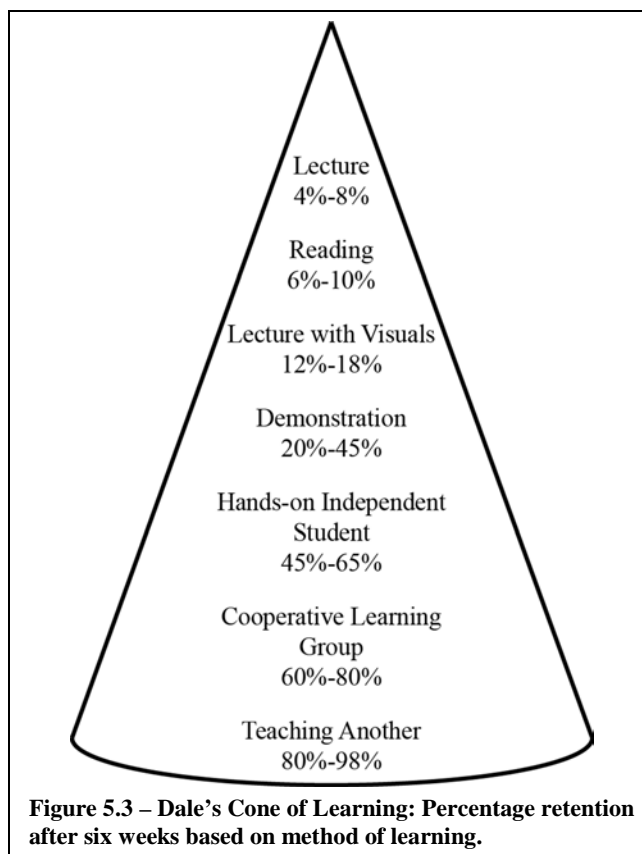 Lecture
4%-8%
Reading
6%-10%
Lecture with Visuals
12%-18%
Demonstration
20%-45%
Hands-on Independent
Student
45%-65%
Cooperative Learning
Group
60%-80%
Teaching Another
80%-98%
Figure 5.3 – Dale’s Cone of Learning: Percentage retention
after six weeks based on method of learning.